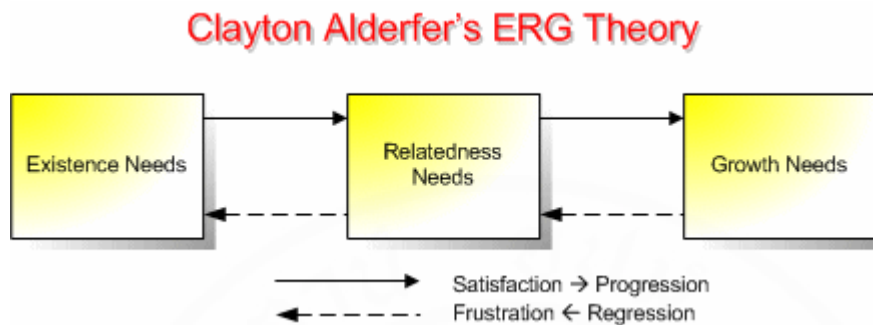 Clayton Alderfer's ERG Theory
Existence Needs
Relatedness
Needs
Growth Needs
Satisfaction → Progression
Frustration ← Regression